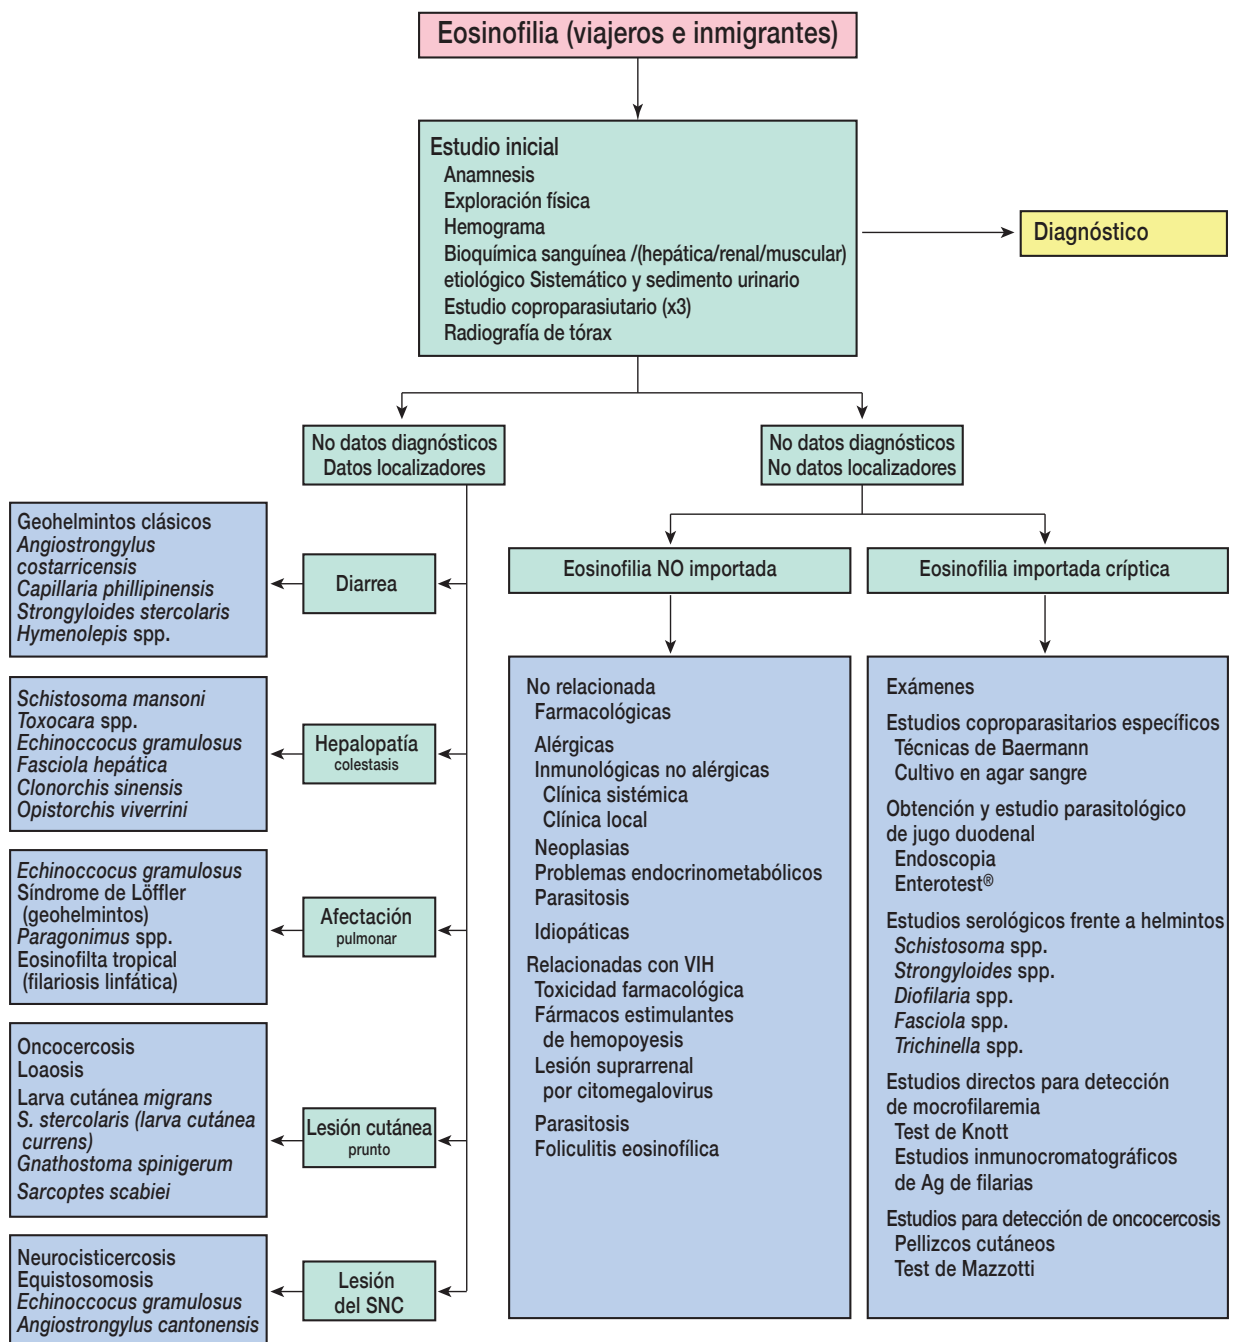 Eosinofilia (viajeros e inmigrantes)
Estudio inicial
Anamnesis
Exploración física
Hemograma
Bioquímica sanguínea /(hepática/renal/muscular)
etiológico Sistemático y sedimento urinario
Estudio coproparasiutario (x3)
Radiografía de tórax
Diagnóstico
No datos diagnósticos
Datos localizadores
No datos diagnósticos
No datos localizadores
Geohelmintos clásicos
Angiostrongylus
costarricensis
Capillaria phillipinensis
Strongyloides stercolaris
Hymenolepis spp.
Diarrea
Schistosoma mansoni
Toxocara spp.
Echinoccocus gramulosus
Fasciola hepática
Clonorchis sinensis
Opistorchis viverrini
Hepalopatía
colestasis
Echinoccocus gramulosus
Síndrome de Löffler
(geohelmintos)
Paragonimus spp.
Eosinofilta tropical
(filariosis linfática)
Afectación
pulmonar
Oncocercosis
Loaosis
Larva cutánea migrans
S. stercolaris (larva cutánea
currens)
Gnathostoma spinigerum
Sarcoptes scabiei
Lesión cutánea
prunto
Neurocisticercosis
Equistosomosis
Echinoccocus gramulosus
Angiostrongylus cantonensis
Lesión
del SNC
Eosinofilia NO importada
No relacionada
Farmacológicas
Alérgicas
Inmunológicas no alérgicas
Clínica sistémica
Clínica local
Neoplasias
Problemas endocrinometabólicos
Parasitosis
Idiopáticas
Relacionadas con VIH
Toxicidad farmacológica
Fármacos estimulantes
de hemopoyesis
Lesión suprarrenal
por citomegalovirus
Parasitosis
Foliculitis eosinofílica
Eosinofilia importada críptica
Exámenes
Estudios coproparasitarios específicos
Técnicas de Baermann
Cultivo en agar sangre
Obtención y estudio parasitológico
de jugo duodenal
Endoscopia
Enterotest®
Estudios serológicos frente a helmintos
Schistosoma spp.
Strongyloides spp.
Diofilaria spp.
Fasciola spp.
Trichinella spp.
Estudios directos para detección
de mocrofilaremia
Test de Knott
Estudios inmunocromatográficos
de Ag de filarias
Estudios para detección de oncocercosis
Pellizcos cutáneos
Test de Mazzotti